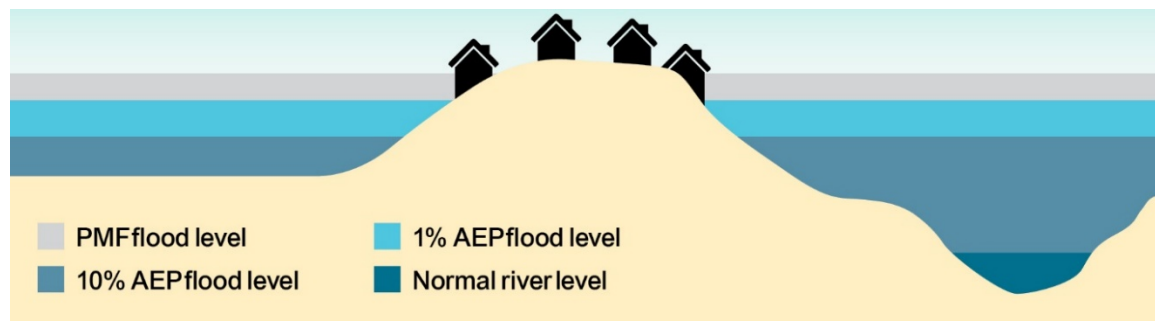 PMF flood level
1% AEP flood level
10% AEP flood level
Normal river level